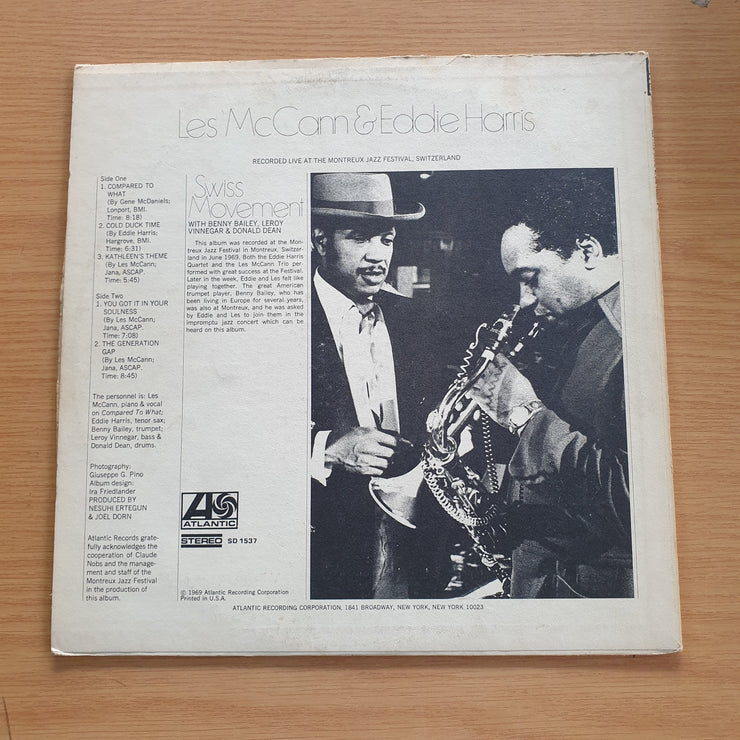 Les McCann & Eddie Harris
RECORDED LIVE AT THE MONTREUX JAZZ FESTIVAL, SWITZERLAND
Side One
1. COMPARED TO
WHAT
(By Gene McDaniels;
Lonport, BMI.
Time: 8:18)
2. COLD DUCK TIME
(By Eddie Harris;
Hargrove, BMI.
Time: 6:31)
3. KATHLEEN'S THEME
(By Les McCann;
Jana, ASCAP.
Time: 5:45)
Side Two
1. YOU GOT IT IN YOUR
SOULNESS
(By Les McCann;
Jana, ASCAP.
Time: 7:08)
2. THE GENERATION
GAP
(By Les McCann;
Jana, ASCAP.
Time: 8:45)
The personnel is: Les
McCann, piano & vocal
on Compared To What;
Eddie Harris, tenor sax;
Benny Bailey, trumpet;
Leroy Vinnegar, bass &
Donald Dean, drums.
Photography:
Giuseppe G. Pino
Album design:
Ira Friedlander
PRODUCED BY
NESUHI ERTEGUN
& JOEL DORN
Atlantic Records grate-
fully acknowledges the
cooperation of Claude
Nobs and the manage-
ment and staff of the
Montreux Jazz Festival
in the production of
this album.
Swiss
Movement
WITH BENNY BAILEY, LEROY
VINNEGAR & DONALD DEAN
This album was recorded at the Mon-
treux Jazz Festival in Montreux, Switzer-
land in June 1969. Both the Eddie Harris
Quartet and the Les McCann Trio per-
formed with great success at the Festival.
Later in the week, Eddie and Les felt like
playing together. The great American
trumpet player, Benny Bailey, who has
been living in Europe for several years,
was also at Montreux, and he was asked
by Eddie and Les to join them in the
impromptu jazz concert which can be
heard on this album.
ATLANTIC
STEREO SD 1537
© 1969 Atlantic Recording Corporation
Printed in U.S.A.
ATLANTIC RECORDING CORPORATION, 1841 BROADWAY, NEW YORK, NEW YORK 10023